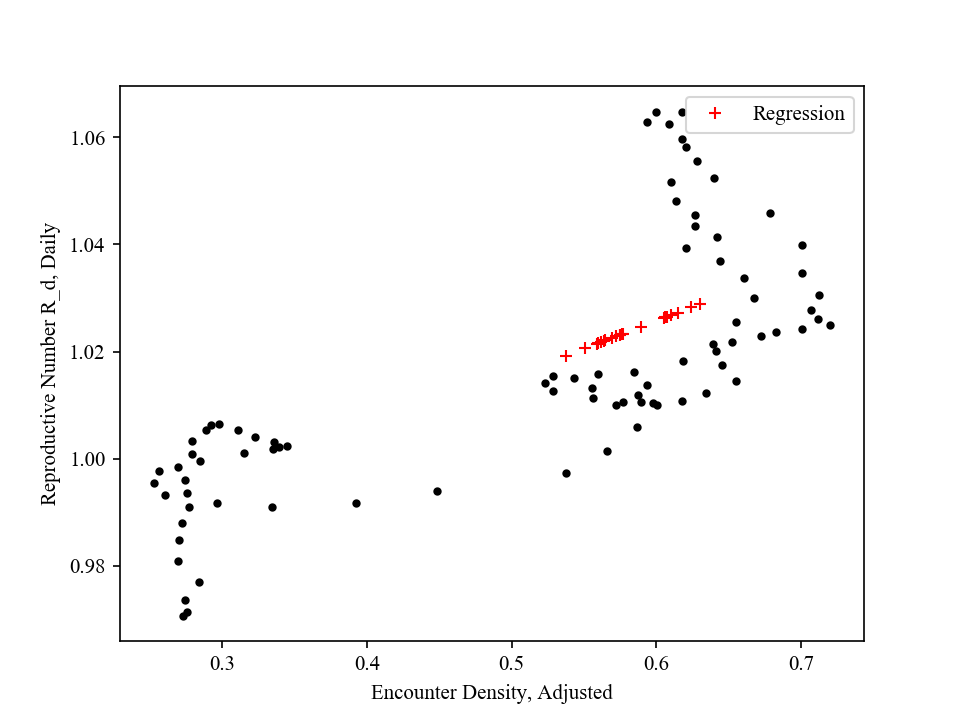 Regression
1.06
1.04
1.02
1.00
0.98
Reproductive Number R_d, Daily
0.3 0.4 0.5 0.6 0.7
Encounter Density, Adjusted